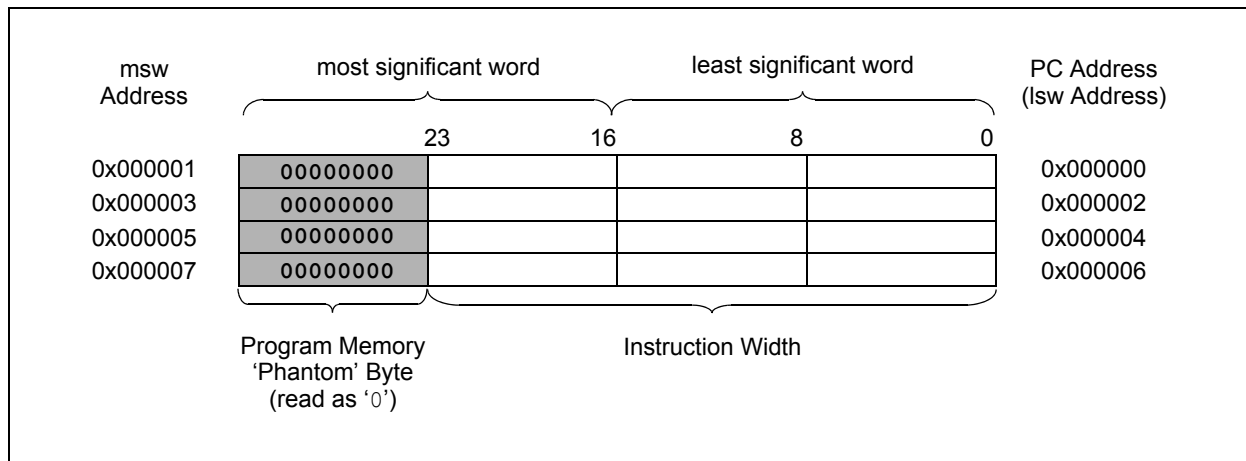 msw
Address
most significant word
least significant word
PC Address
(lsw Address)
23
16
8
0
0x000001
00000000
0x000000
0x000003
00000000
0x000002
0x000005
00000000
0x000004
0x000007
00000000
0x000006
Program Memory
‘Phantom’ Byte
(read as ‘0’)
Instruction Width